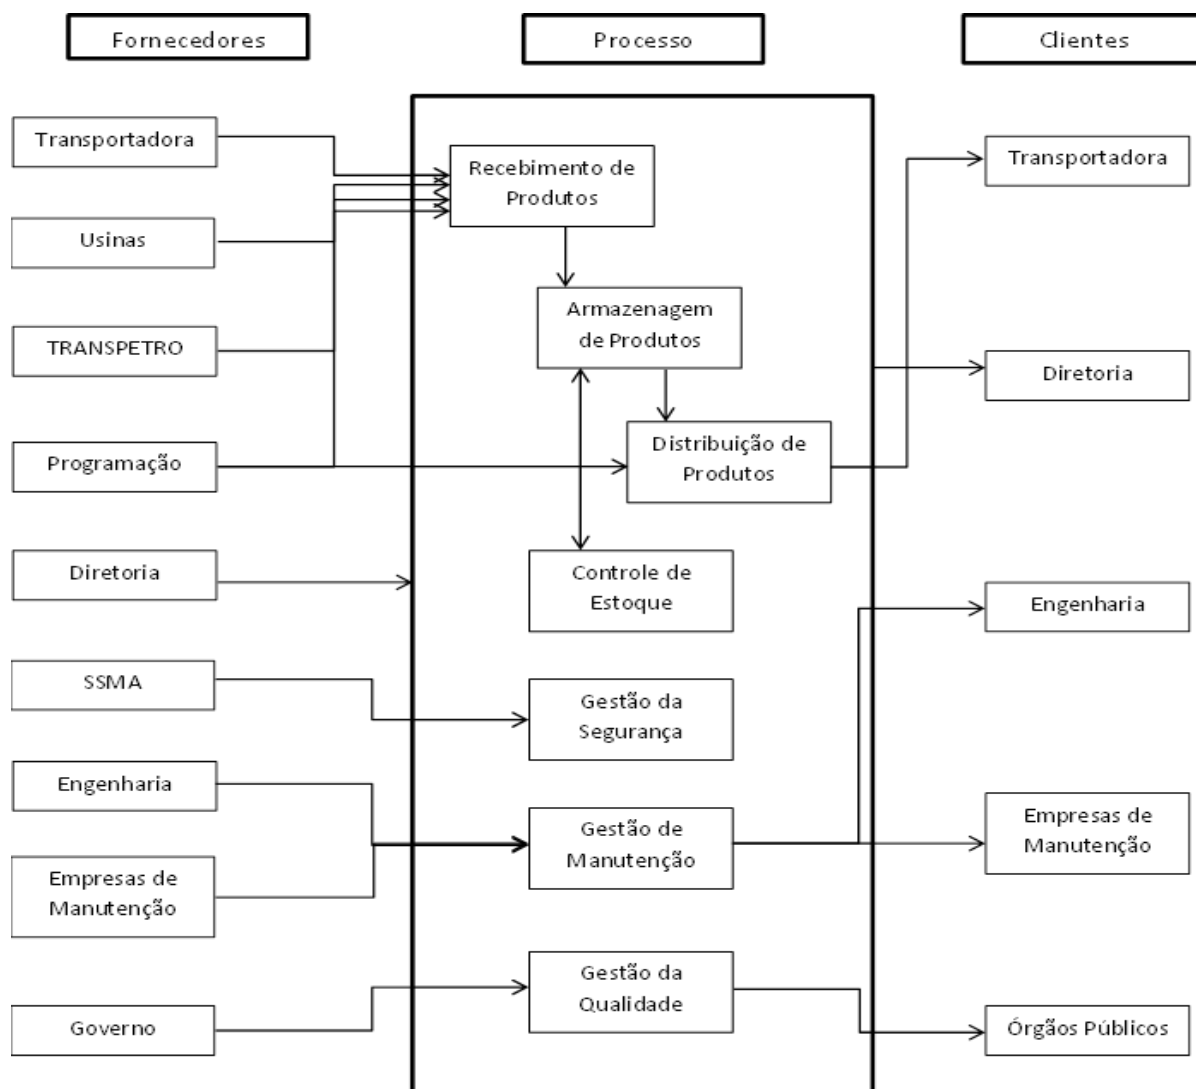 Fornecedores
Processo
Clientes
Transportadora
Usinas
TRANSPETRO
Programação
Diretoria
SSMA
Engenharia
Empresas de
Manutenção
Governo
Recebimento de
Produtos
Armazenagem
de Produtos
Distribuição de
Produtos
Controle de
Estoque
Gestão da
Segurança
Gestão de
Manutenção
Gestão da
Qualidade
Transportadora
Diretoria
Engenharia
Empresas de
Manutenção
Órgãos Públicos